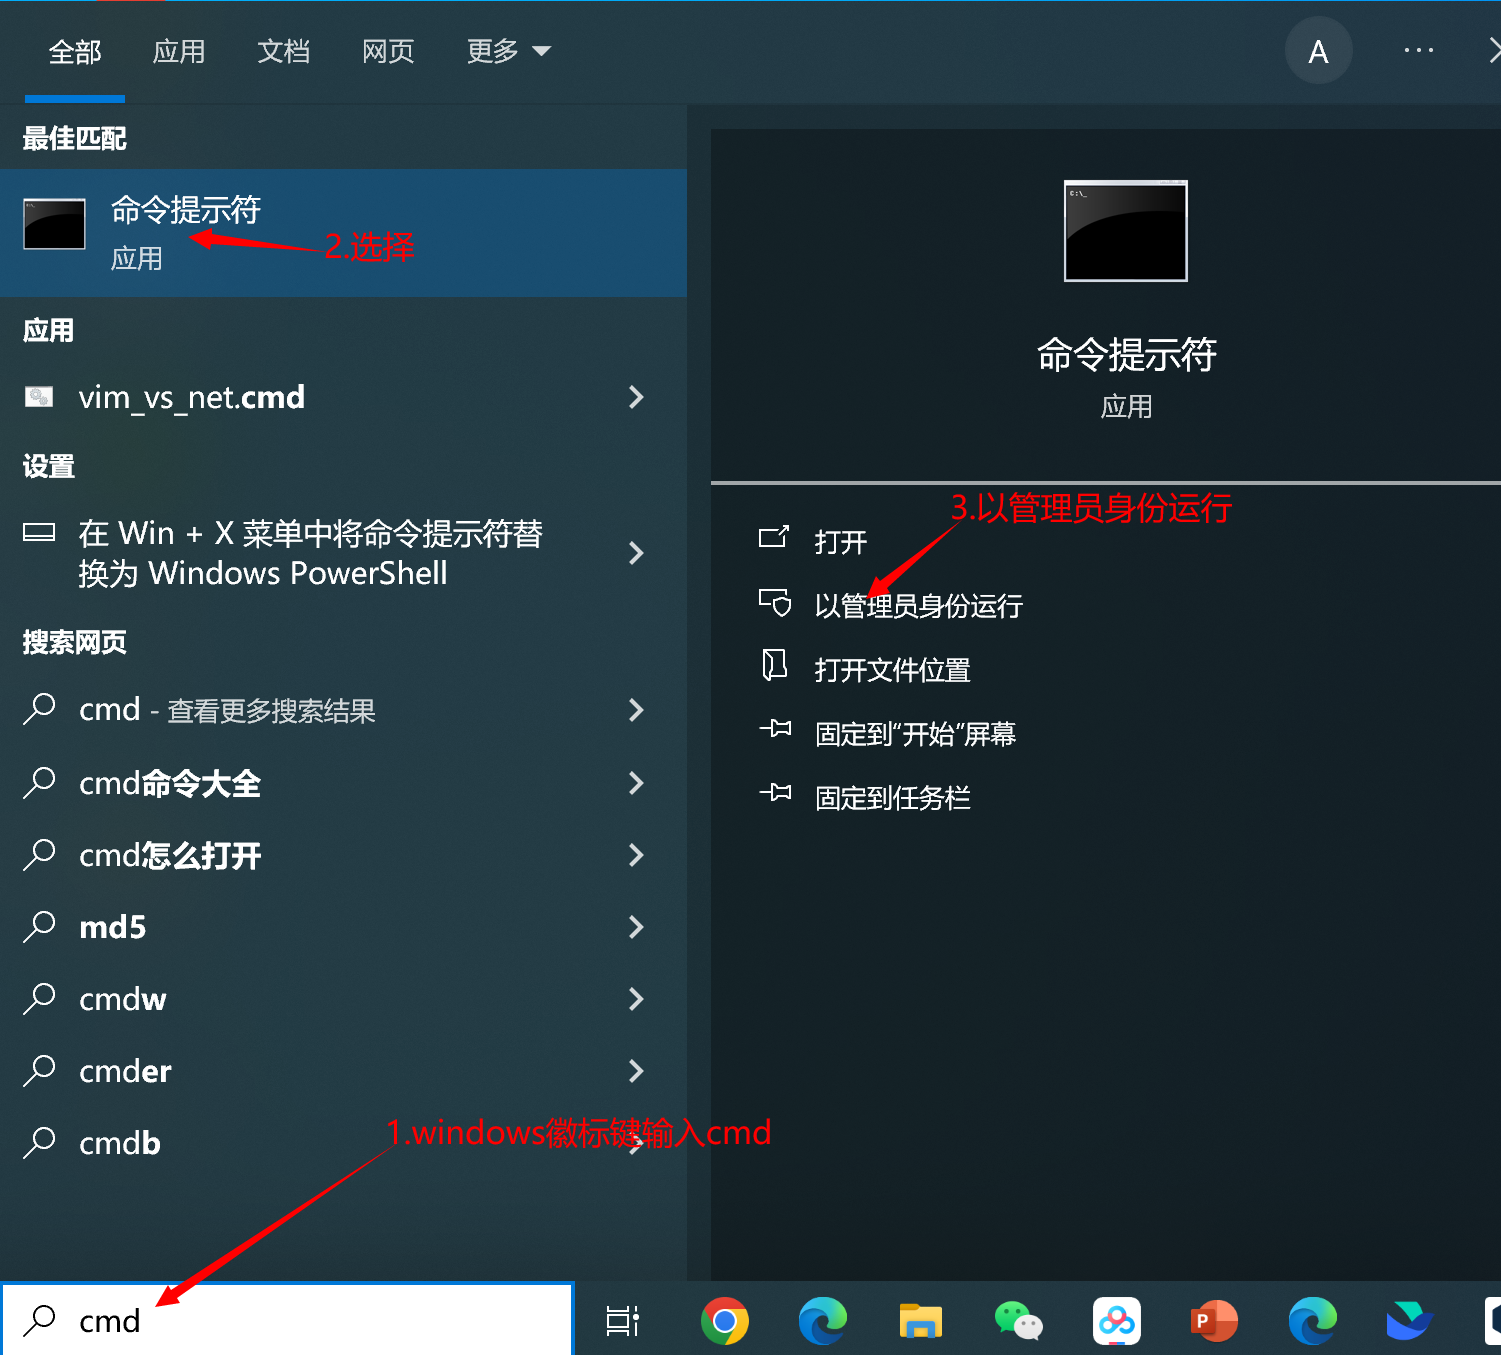 全部 应用 文档 网页 更多 A ···
最佳匹配
命令提示符
应用
2.选择
应用
vim_vs_net.cmd
设置
在 Win + X 菜单中将命令提示符替
换为 Windows PowerShell
搜索网页
cmd - 查看更多搜索结果
cmd命令大全
cmd怎么打开
md5
cmdw
cmder
cmdb
1.windows徽标键输入cmd
cmd
C:\_
命令提示符
应用
3.以管理员身份运行
打开
以管理员身份运行
打开文件位置
固定到“开始”屏幕
固定到任务栏
P